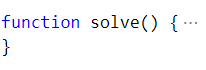 function solve() {···
}